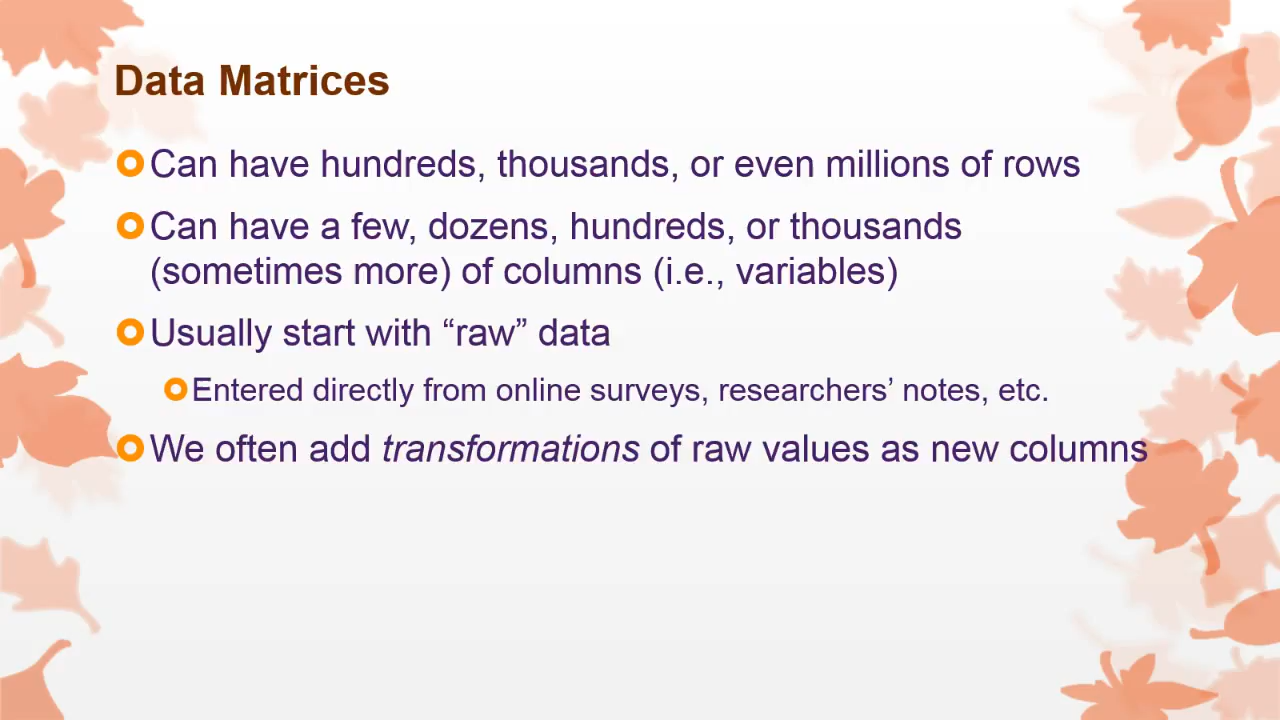 Data Matrices
Can have hundreds, thousands, or even millions of rows
Can have a few, dozens, hundreds, or thousands
(sometimes more) of columns (i.e., variables)
Usually start with “raw” data
Entered directly from online surveys, researchers’ notes, etc.
We often add transformations of raw values as new columns